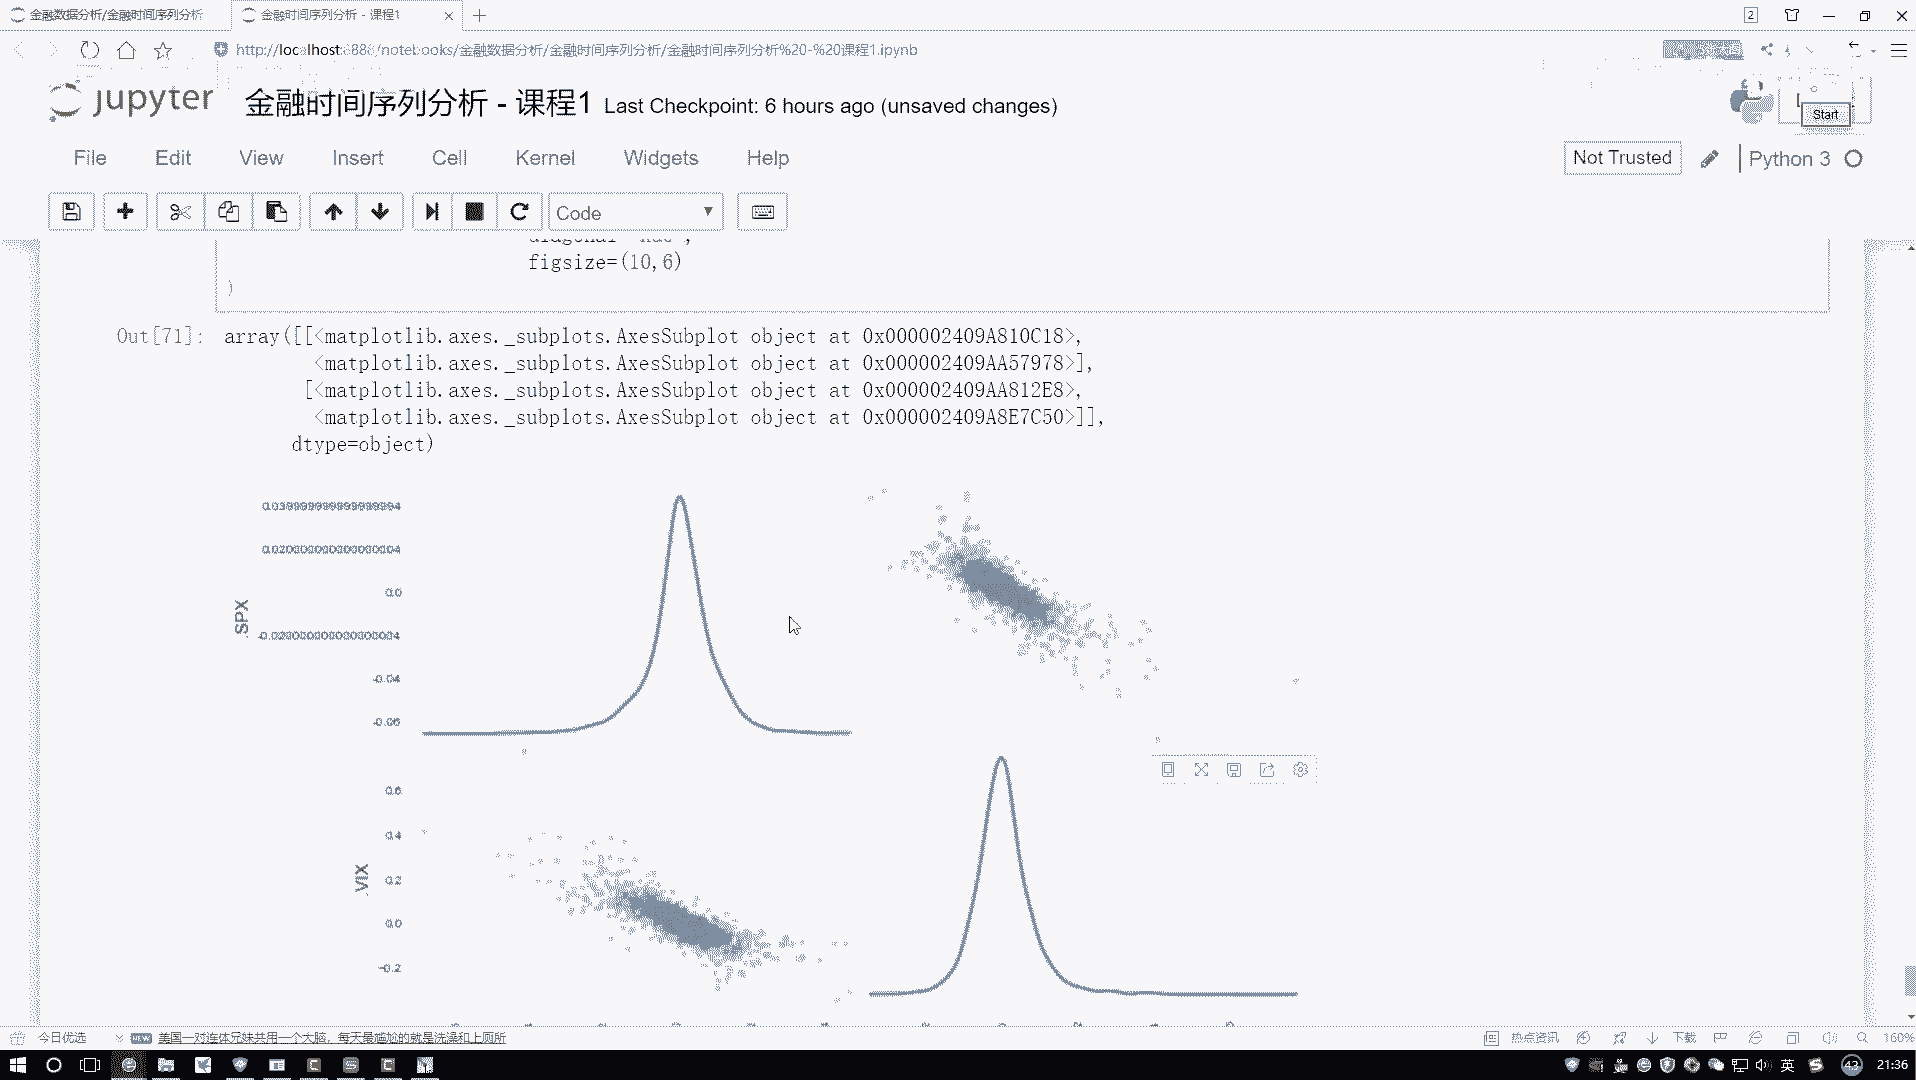 金融数据分析/金融时间序列分析
金融时间序列分析 - 课程1
2
http://localhost:888/notebooks/金融数据分析/金融时间序列分析/金融时间序列分析%20-%20课程1.ipynb
jupyter
金融时间序列分析 - 课程1
Last Checkpoint: 6 hours ago (unsaved changes)
Start
File Edit View Insert Cell Kernel Widgets Help
Not Trusted
Python 3
Code
figsize=(10,6)
)
Out[71]:
array([[<matplotlib.axes._subplots.AxesSubplot object at 0x000002409A810C18>,
<matplotlib.axes._subplots.AxesSubplot object at 0x000002409AA57978>],
[<matplotlib.axes._subplots.AxesSubplot object at 0x000002409AA812E8>,
<matplotlib.axes._subplots.AxesSubplot object at 0x000002409A8E7C50>]],
dtype=object)
0.0
-0.04
-0.06
.SPX
0.6
0.4
0.2
0.0
-0.2
.VIX
今日优选
NEW
美国一对连体兄妹共用一个大脑，每天最尴尬的就是洗澡和上厕所
热点资讯
下载
160%
英
43
21:36